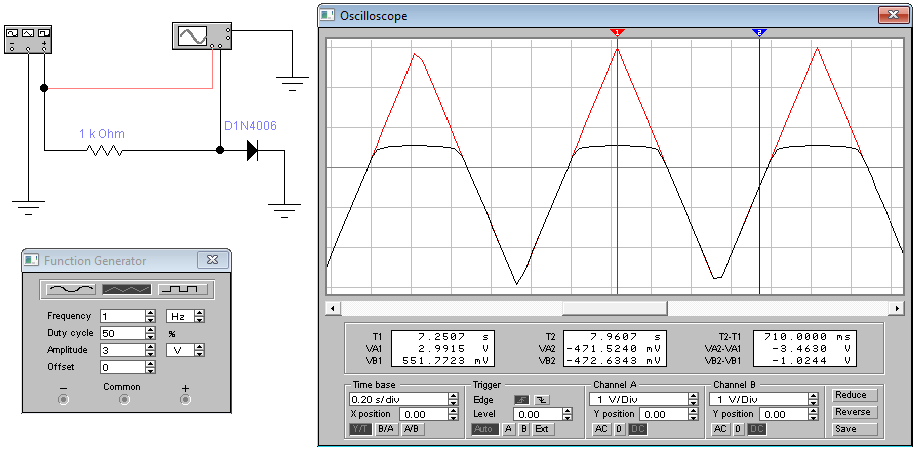 Oscilloscope
1
2
1 k Ohm
D1N4006
Function Generator
Frequency 1 Hz
Duty cycle 50 %
Amplitude 3 V
Offset 0
− Common +
T1 7.2507 s
VA1 2.9915 V
VB1 551.7723 mV
T2 7.9607 s
VA2 -471.5240 mV
VB2 -472.6343 mV
T2-T1 710.0000 ms
VA2-VA1 -3.4630 V
VB2-VB1 -1.0244 V
Time base
0.20 s/div
X position 0.00
Y/T B/A A/B
Trigger
Edge
Level 0.00
Auto A B Ext
Channel A
1 V/Div
Y position 0.00
AC 0 DC
Channel B
1 V/Div
Y position 0.00
AC 0 DC
Reduce
Reverse
Save